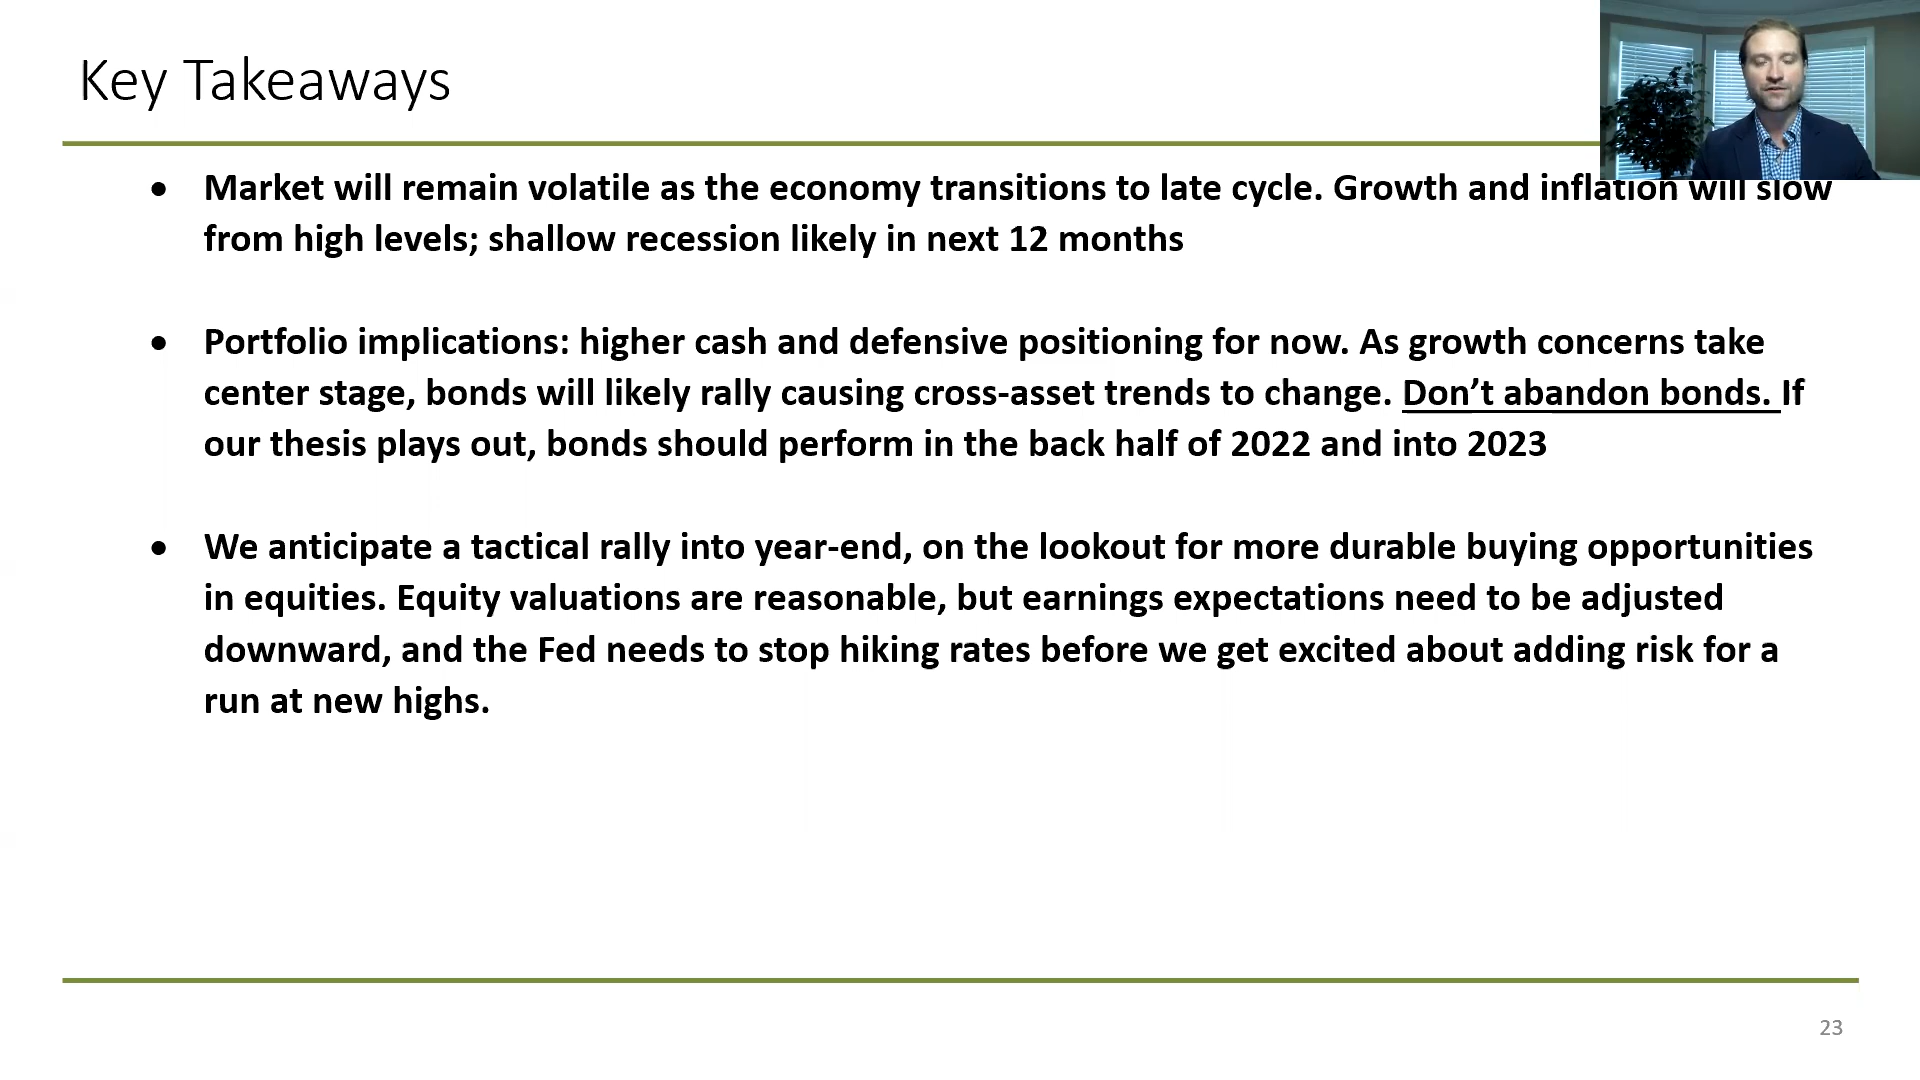 Key Takeaways
• Market will remain volatile as the economy transitions to late cycle. Growth and inflation will slow
from high levels; shallow recession likely in next 12 months
• Portfolio implications: higher cash and defensive positioning for now. As growth concerns take
center stage, bonds will likely rally causing cross-asset trends to change. Don’t abandon bonds. If
our thesis plays out, bonds should perform in the back half of 2022 and into 2023
• We anticipate a tactical rally into year-end, on the lookout for more durable buying opportunities
in equities. Equity valuations are reasonable, but earnings expectations need to be adjusted
downward, and the Fed needs to stop hiking rates before we get excited about adding risk for a
run at new highs.
23